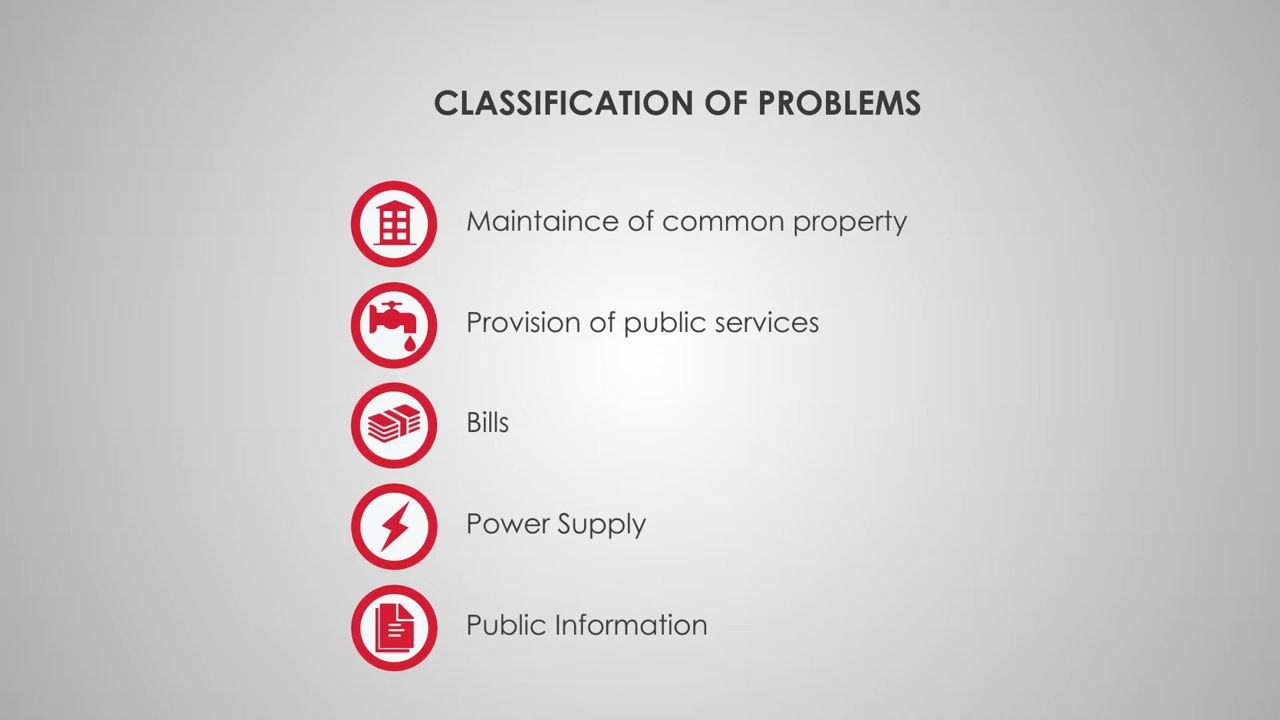 CLASSIFICATION OF PROBLEMS
Maintaince of common property
Provision of public services
Bills
Power Supply
Public Information